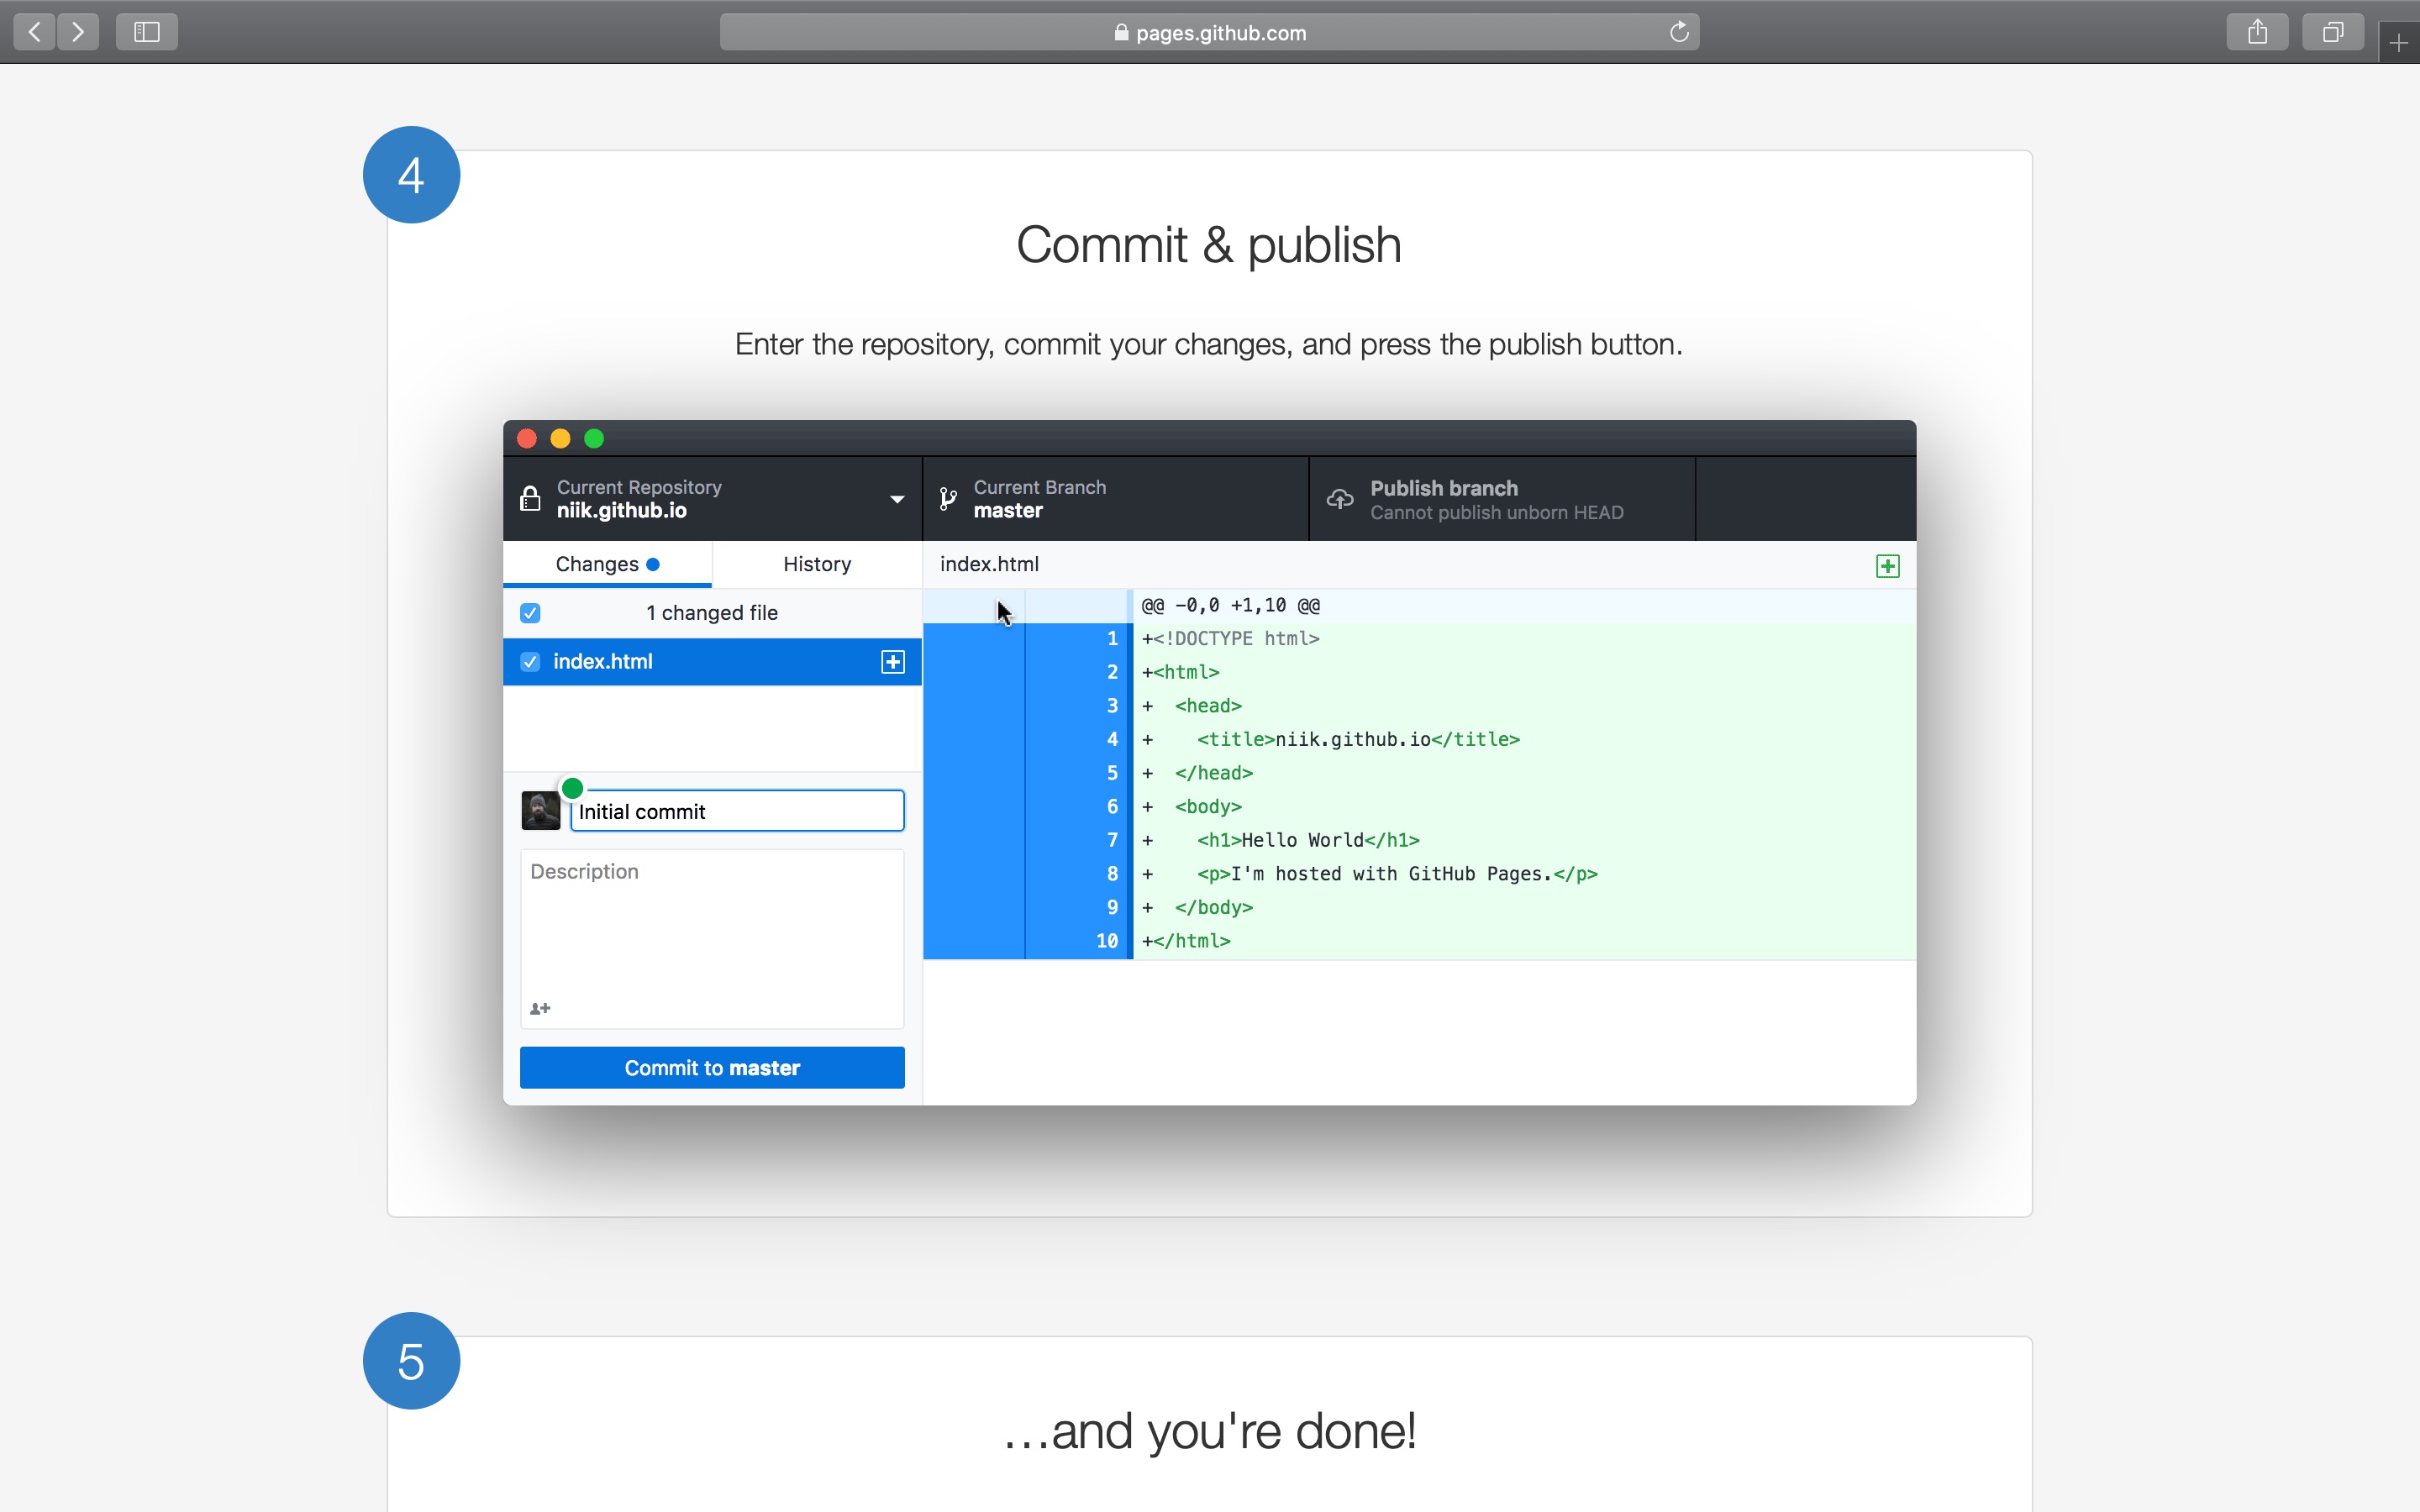 pages.github.com
4
Commit & publish
Enter the repository, commit your changes, and press the publish button.
Current Repository
niik.github.io
Current Branch
master
Publish branch
Cannot publish unborn HEAD
Changes
History
index.html
1 changed file
index.html
@@ -0,0 +1,10 @@
1 +<!DOCTYPE html>
2 +<html>
3 +  <head>
4 +    <title>niik.github.io</title>
5 +  </head>
6 +  <body>
7 +    <h1>Hello World</h1>
8 +    <p>I'm hosted with GitHub Pages.</p>
9 +  </body>
10 +</html>
Initial commit
Description
Commit to master
5
...and you're done!